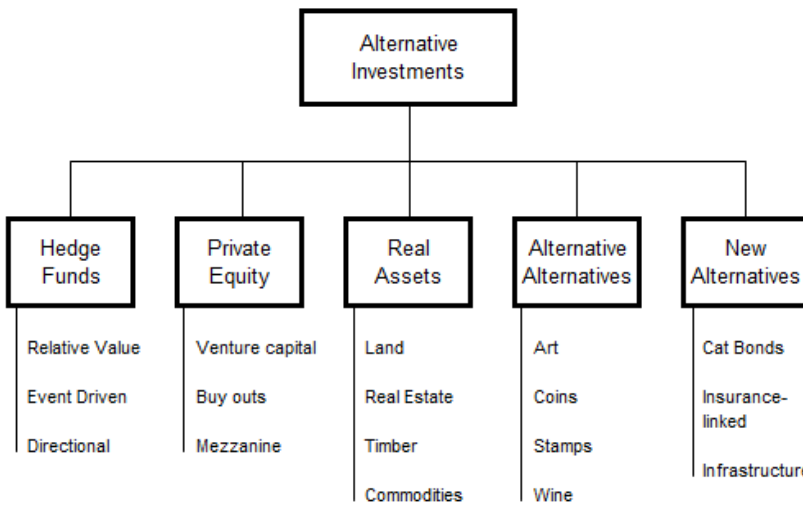 Alternative
Investments
Hedge
Funds
Private
Equity
Real
Assets
Alternative
Alternatives
New
Alternatives
Relative Value
Event Driven
Directional
Venture capital
Buy outs
Mezzanine
Land
Real Estate
Timber
Commodities
Art
Coins
Stamps
Wine
Cat Bonds
Insurance-
linked
Infrastructure